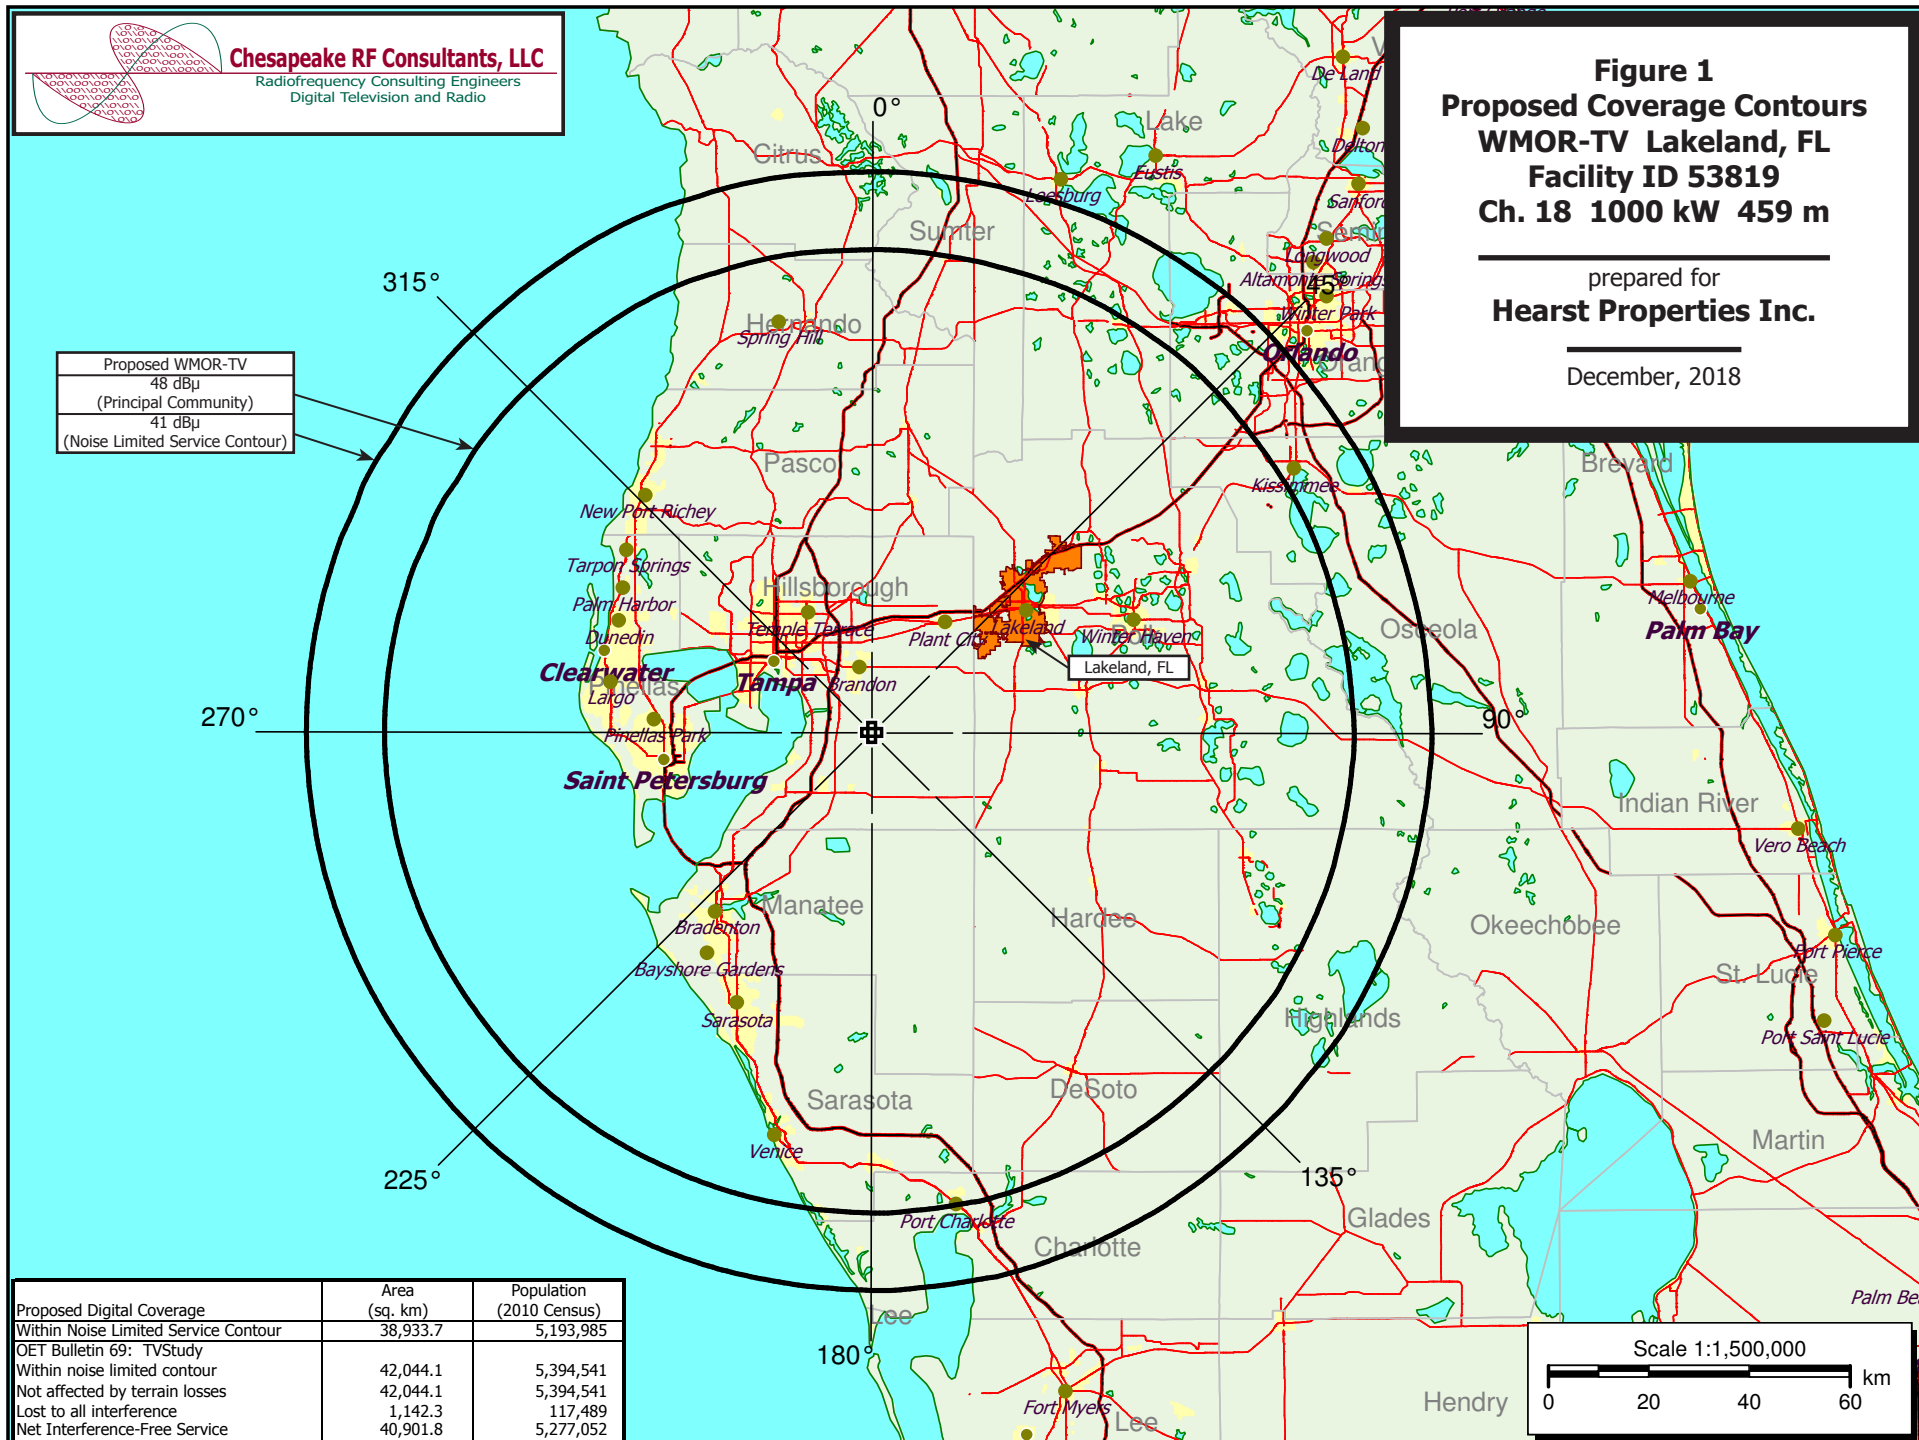 Chesapeake RF Consultants, LLC
Radiofrequency Consulting Engineers
Digital Television and Radio
Figure 1
Proposed Coverage Contours
WMOR-TV Lakeland, FL
Facility ID 53819
Ch. 18 1000 kW 459 m
prepared for
Hearst Properties Inc.
December, 2018
Proposed WMOR-TV
48 dBµ
(Principal Community)
41 dBµ
(Noise Limited Service Contour)
0°
45°
90°
135°
180°
225°
270°
315°
De Land
Lake
Citrus
Eustis
Leesburg
Sumter
Longwood
Altamonte Springs
Winter Park
Orlando
Hernando
Spring Hill
Pasco
Kissimmee
Brevard
New Port Richey
Tarpon Springs
Palm Harbor
Dunedin
Clearwater
Pinellas
Largo
Pinellas Park
Saint Petersburg
Hillsborough
Temple Terrace
Tampa
Brandon
Plant City
Lakeland
Winter Haven
Polk
Lakeland, FL
Osceola
Melbourne
Palm Bay
Indian River
Vero Beach
Manatee
Bradenton
Bayshore Gardens
Sarasota
Hardee
Okeechobee
Highlands
Fort Pierce
St. Lucie
Port Saint Lucie
Sarasota
DeSoto
Venice
Martin
Port Charlotte
Charlotte
Glades
Lee
Fort Myers
Lee
Hendry
Palm Be
Proposed Digital Coverage Area (sq. km) Population (2010 Census)
Within Noise Limited Service Contour 38,933.7 5,193,985
OET Bulletin 69: TVStudy
Within noise limited contour 42,044.1 5,394,541
Not affected by terrain losses 42,044.1 5,394,541
Lost to all interference 1,142.3 117,489
Net Interference-Free Service 40,901.8 5,277,052
Scale 1:1,500,000
km
0 20 40 60